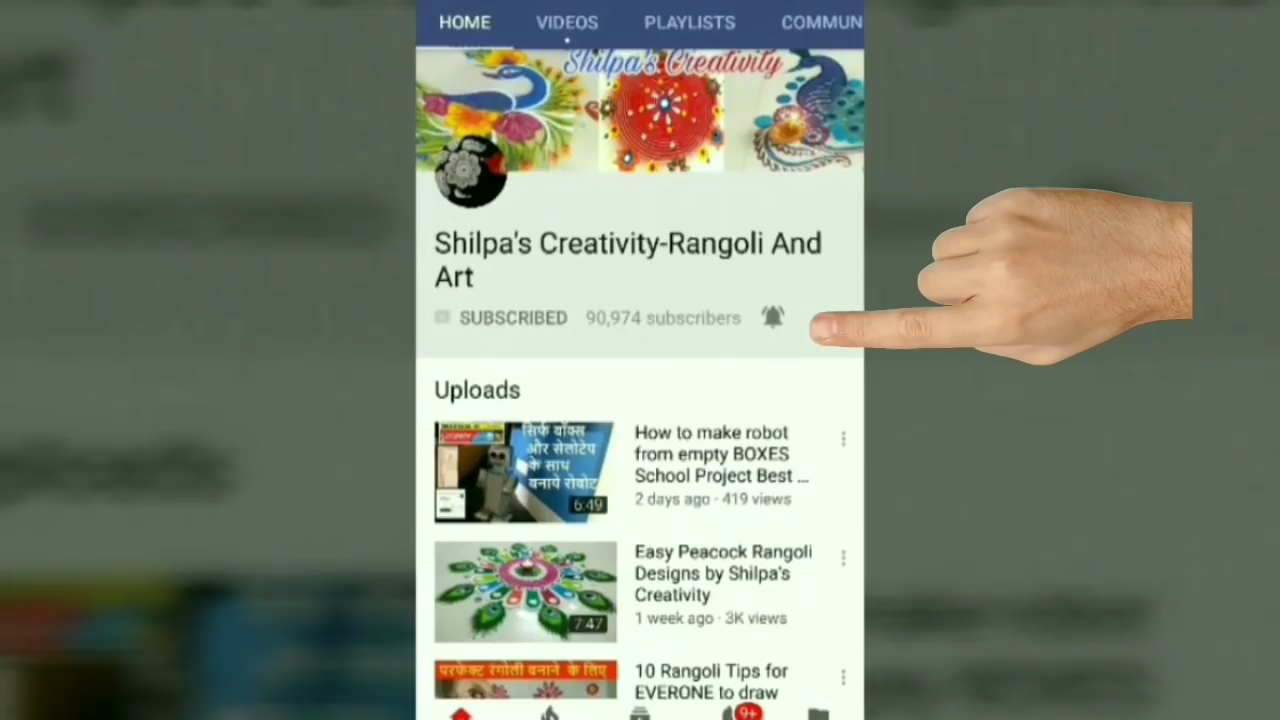 HOME VIDEOS PLAYLISTS COMMUN
Shilpa's Creativity
Shilpa's Creativity-Rangoli And
Art
SUBSCRIBED 90,974 subscribers
Uploads
सिर्फ बॉक्स
और सेलोटेप
के साथ
बनाये रोबोट
6:49
How to make robot
from empty BOXES
School Project Best ...
2 days ago · 419 views
7:47
Easy Peacock Rangoli
Designs by Shilpa's
Creativity
1 week ago · 3K views
परफेक्ट रंगोली बनाने के लिए
10 Rangoli Tips for
EVERONE to draw
9+